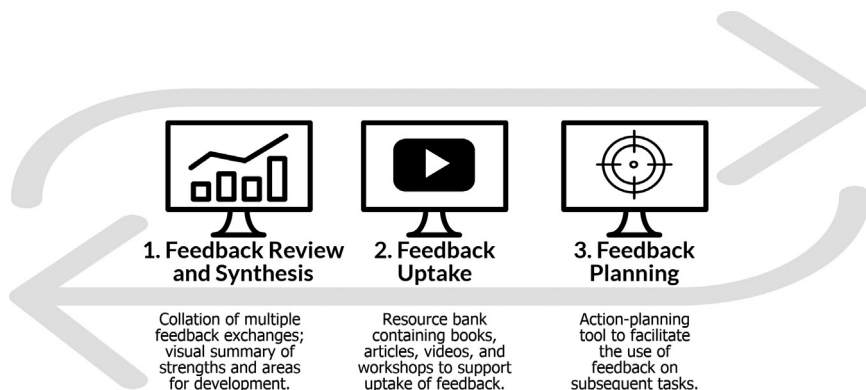 1. Feedback Review
and Synthesis
Collation of multiple
feedback exchanges;
visual summary of
strengths and areas
for development.
2. Feedback
Uptake
Resource bank
containing books,
articles, videos, and
workshops to support
uptake of feedback.
3. Feedback
Planning
Action-planning
tool to facilitate
the use of
feedback on
subsequent tasks.